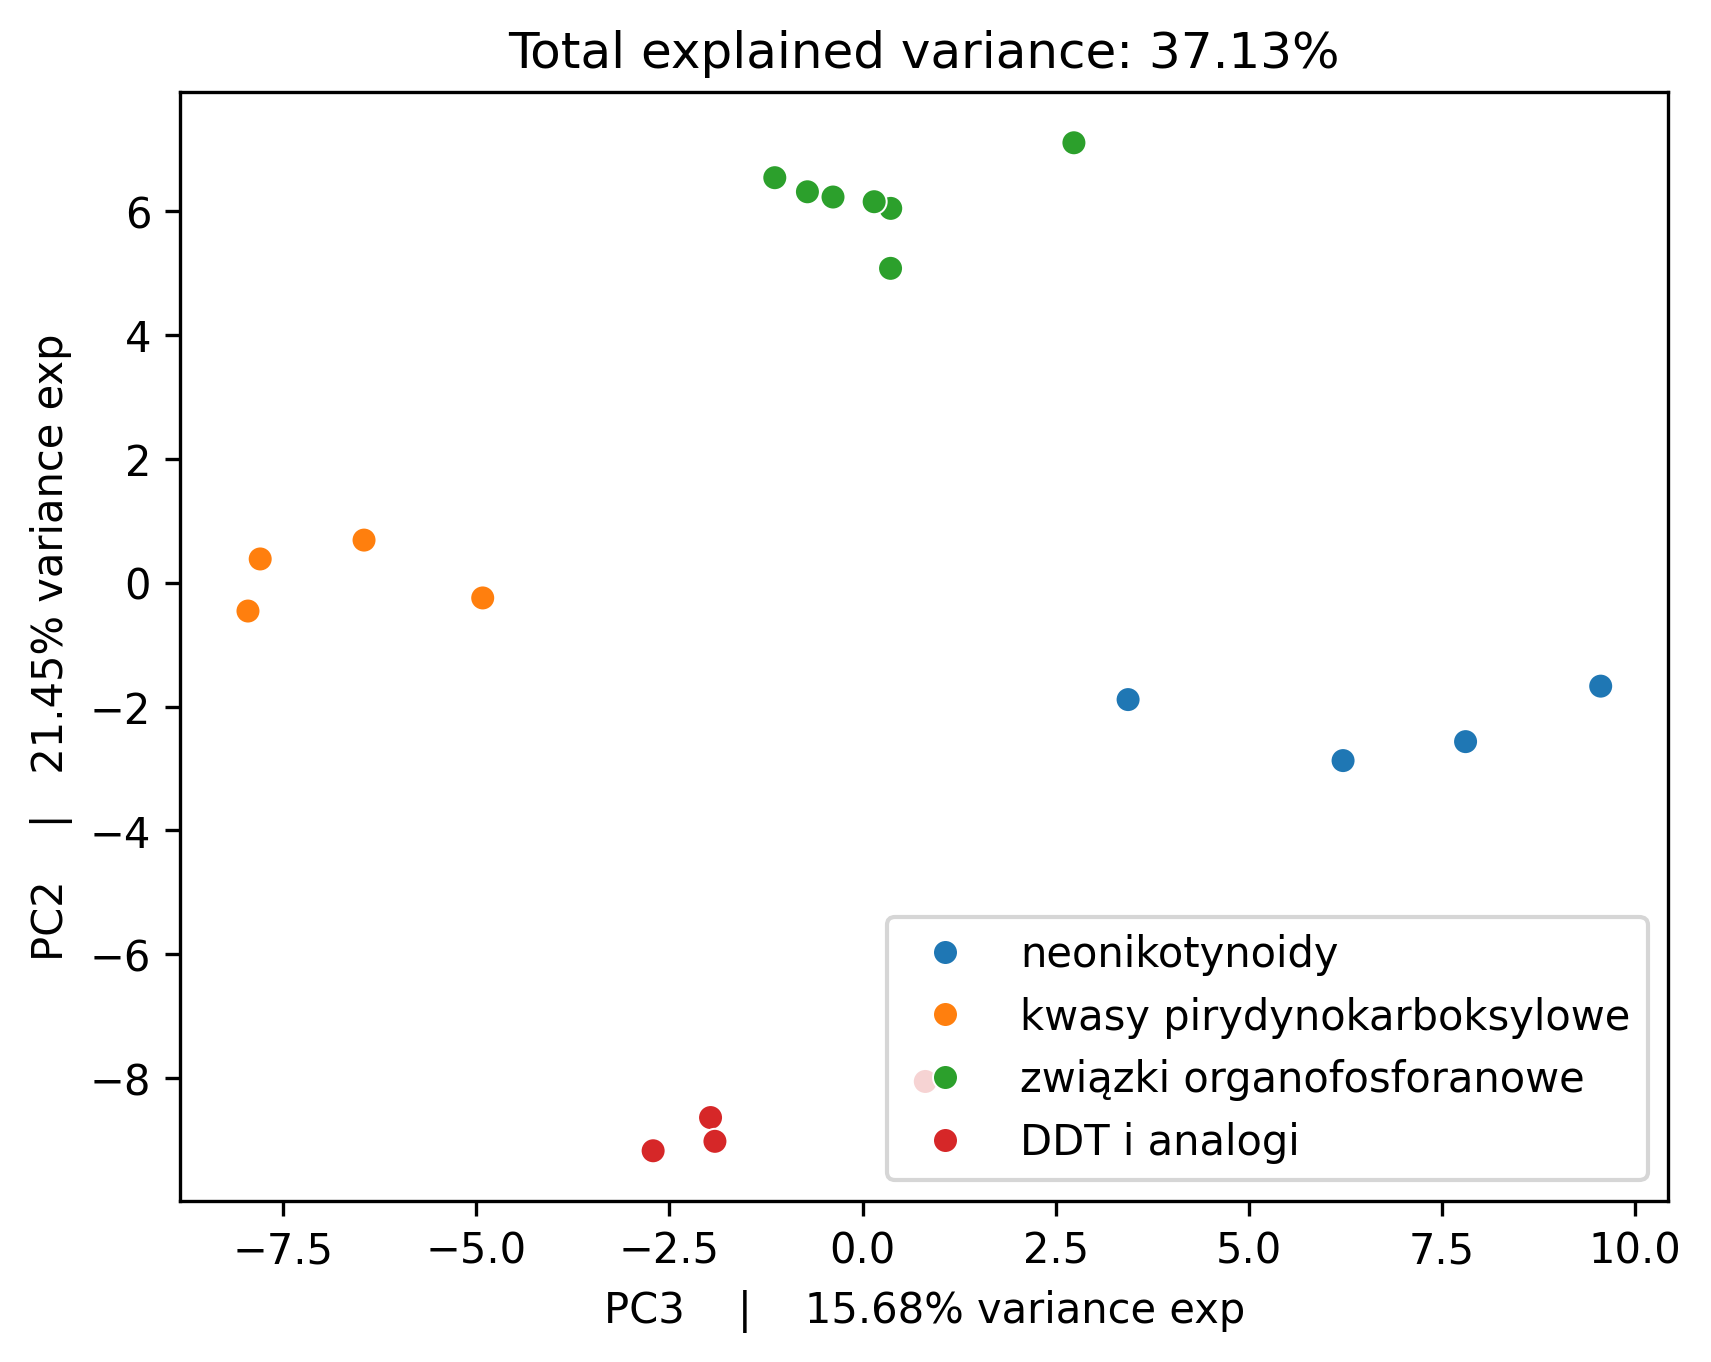 Total explained variance: 37.13%
6
4
2
0
−2
−4
−6
−8
PC2 | 21.45% variance exp
neonikotynoidy
kwasy pirydynokarboksylowe
związki organofosforanowe
DDT i analogi
−7.5 −5.0 −2.5 0.0 2.5 5.0 7.5 10.0
PC3 | 15.68% variance exp